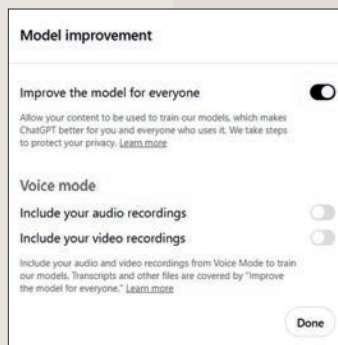 Model improvement
Improve the model for everyone
Allow your content to be used to train our models, which makes
ChatGPT better for you and everyone who uses it. We take steps
to protect your privacy. Learn more
Voice mode
Include your audio recordings
Include your video recordings
Include your audio and video recordings from Voice Mode to train
our models. Transcripts and other files are covered by "Improve
the model for everyone." Learn more
Done